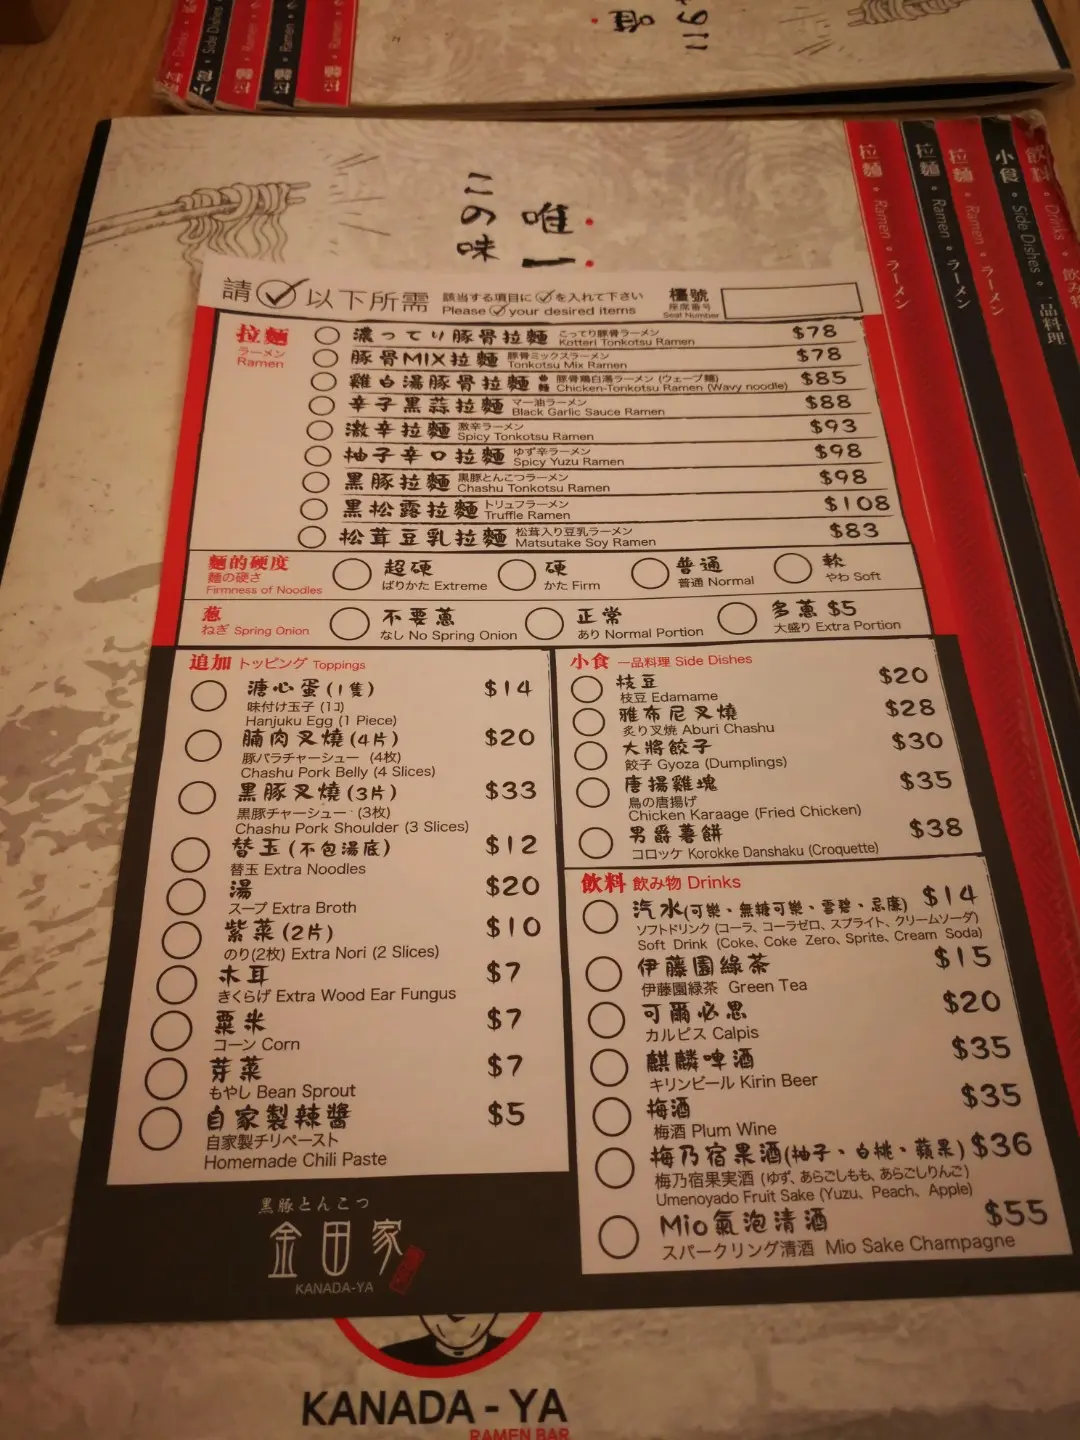 飲料・Drinks
小食・Side Dishes
拉麵・Ramen
拉麵・Ramen
拉麵・Ramen
唯
唯一
この味
拉麵・Ramen・ラーメン
拉麵・Ramen・ラーメン
拉麵・Ramen・ラーメン
小食・Side Dishes・一品料理
飲料・Drinks・飲み物
請 以下所需
該当する項目に を入れて下さい
Please your desired items
檯號
座席番号
Seat Number
拉麵
ラーメン
Ramen
濃ってり豚骨拉麵 こってり豚骨ラーメン $78
Kotteri Tonkotsu Ramen
豚骨MIX拉麵 豚骨ミックスラーメン $78
Tonkotsu Mix Ramen
雞白湯豚骨拉麵 豚骨鶏白湯ラーメン (ウェーブ麺) $85
Chicken-Tonkotsu Ramen (Wavy noodle)
辛子黒蒜拉麵 マー油ラーメン $88
Black Garlic Sauce Ramen
激辛拉麵 激辛ラーメン $93
Spicy Tonkotsu Ramen
柚子辛口拉麵 ゆず辛ラーメン $98
Spicy Yuzu Ramen
黒豚拉麵 黒豚とんこつラーメン $98
Chashu Tonkotsu Ramen
黒松露拉麵 トリュフラーメン $108
Truffle Ramen
松茸豆乳拉麵 松茸入り豆乳ラーメン $83
Matsutake Soy Ramen
麵的硬度
麺の硬さ
Firmness of Noodles
超硬
ばりかた Extreme
硬
かた Firm
普通
普通 Normal
軟
やわ Soft
蔥
ねぎ Spring Onion
不要蔥
なし No Spring Onion
正常
あり Normal Portion
多蔥 $5
大盛り Extra Portion
追加 トッピング Toppings
溏心蛋(1隻) $14
味付け玉子 (1コ)
Hanjuku Egg (1 Piece)
腩肉叉燒(4片) $20
豚バラチャーシュー (4枚)
Chashu Pork Belly (4 Slices)
黒豚叉燒(3片) $33
黒豚チャーシュー (3枚)
Chashu Pork Shoulder (3 Slices)
替玉(不包湯底) $12
替玉 Extra Noodles
湯 $20
スープ Extra Broth
紫菜(2片) $10
のり(2枚) Extra Nori (2 Slices)
木耳 $7
きくらげ Extra Wood Ear Fungus
粟米 $7
コーン Corn
芽菜 $7
もやし Bean Sprout
自家製辣醬 $5
自家製チリペースト
Homemade Chili Paste
小食 一品料理 Side Dishes
枝豆 $20
枝豆 Edamame
雅布尼叉燒 $28
炙り叉焼 Aburi Chashu
大將餃子 $30
餃子 Gyoza (Dumplings)
唐揚雞塊 $35
鳥の唐揚げ
Chicken Karaage (Fried Chicken)
男爵薯餅 $38
コロッケ Korokke Danshaku (Croquette)
飲料 飲み物 Drinks
汽水(可樂、無糖可樂、雪碧、忌廉) $14
ソフトドリンク (コーラ、コーラゼロ、スプライト、クリームソーダ)
Soft Drink (Coke、Coke Zero、Sprite、Cream Soda)
伊藤園綠茶 $15
伊藤園緑茶 Green Tea
可爾必思 $20
カルピス Calpis
麒麟啤酒 $35
キリンビール Kirin Beer
梅酒 $35
梅酒 Plum Wine
梅乃宿果酒(柚子、白桃、蘋果) $36
梅乃宿果実酒 (ゆず、あらごしもも、あらごしりんご)
Umenoyado Fruit Sake (Yuzu、Peach、Apple)
Mio氣泡清酒 $55
スパークリング清酒 Mio Sake Champagne
黒豚とんこつ
金田家
KANADA-YA
KANADA - YA
RAMEN BAR